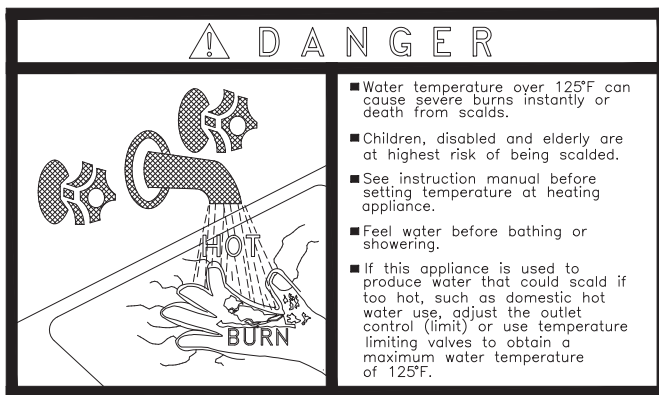 DANGER
HOT
BURN
■ Water temperature over 125°F can
cause severe burns instantly or
death from scalds.
■ Children, disabled and elderly are
at highest risk of being scalded.
■ See instruction manual before
setting temperature at heating
appliance.
■ Feel water before bathing or
showering.
■ If this appliance is used to
produce water that could scald if
too hot, such as domestic hot
water use, adjust the outlet
control (limit) or use temperature
limiting valves to obtain a
maximum water temperature
of 125°F.